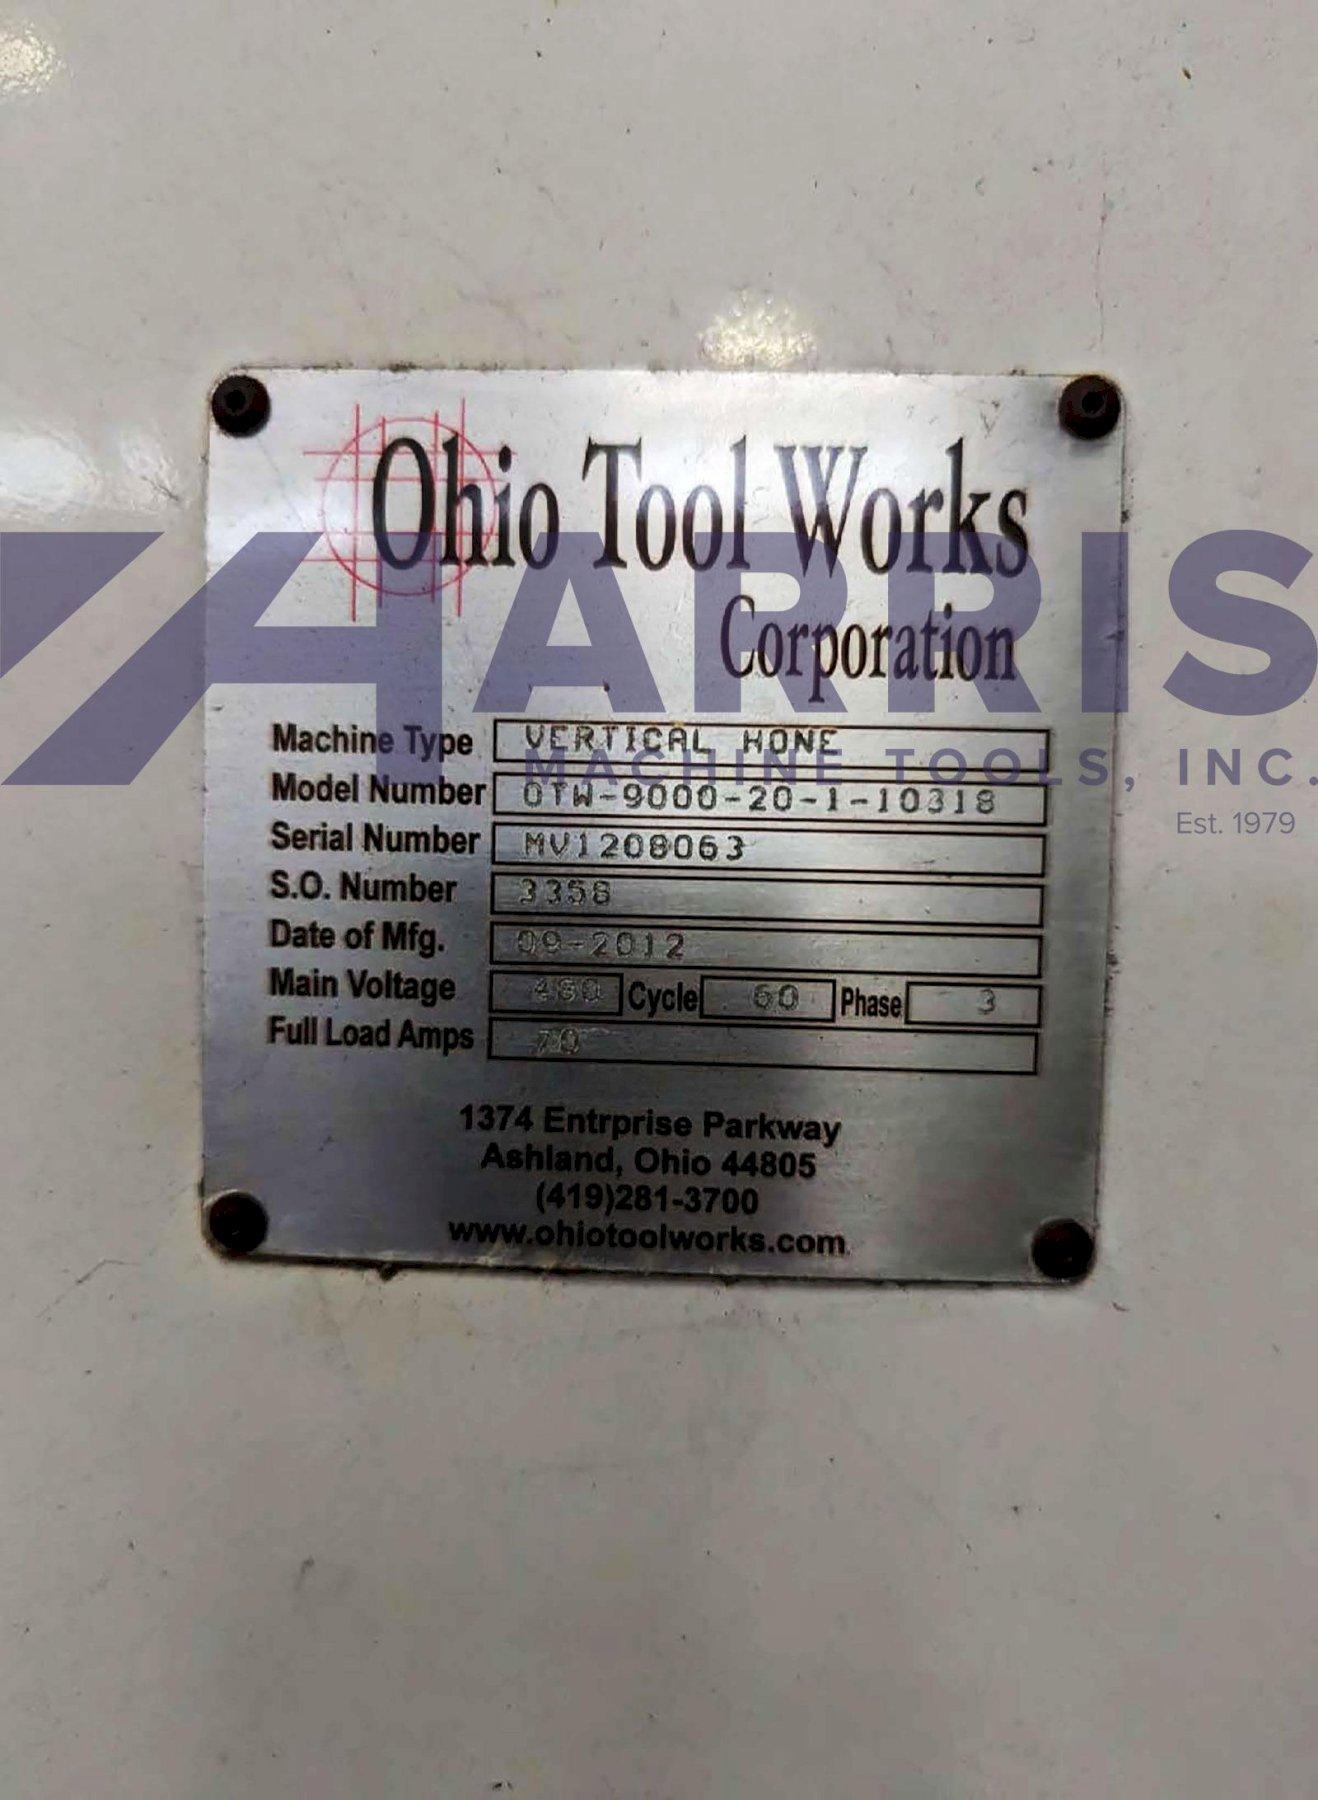 Ohio Tool Works
Corporation
HARRIS
MACHINE TOOLS, INC.
Est. 1979
Machine Type VERTICAL HONE
Model Number OTW-9000-20-1-10318
Serial Number MV1208063
S.O. Number 3358
Date of Mfg. 09-2012
Main Voltage 480 Cycle 60 Phase 3
Full Load Amps 70
1374 Entrprise Parkway
Ashland, Ohio 44805
(419)281-3700
www.ohiotoolworks.com